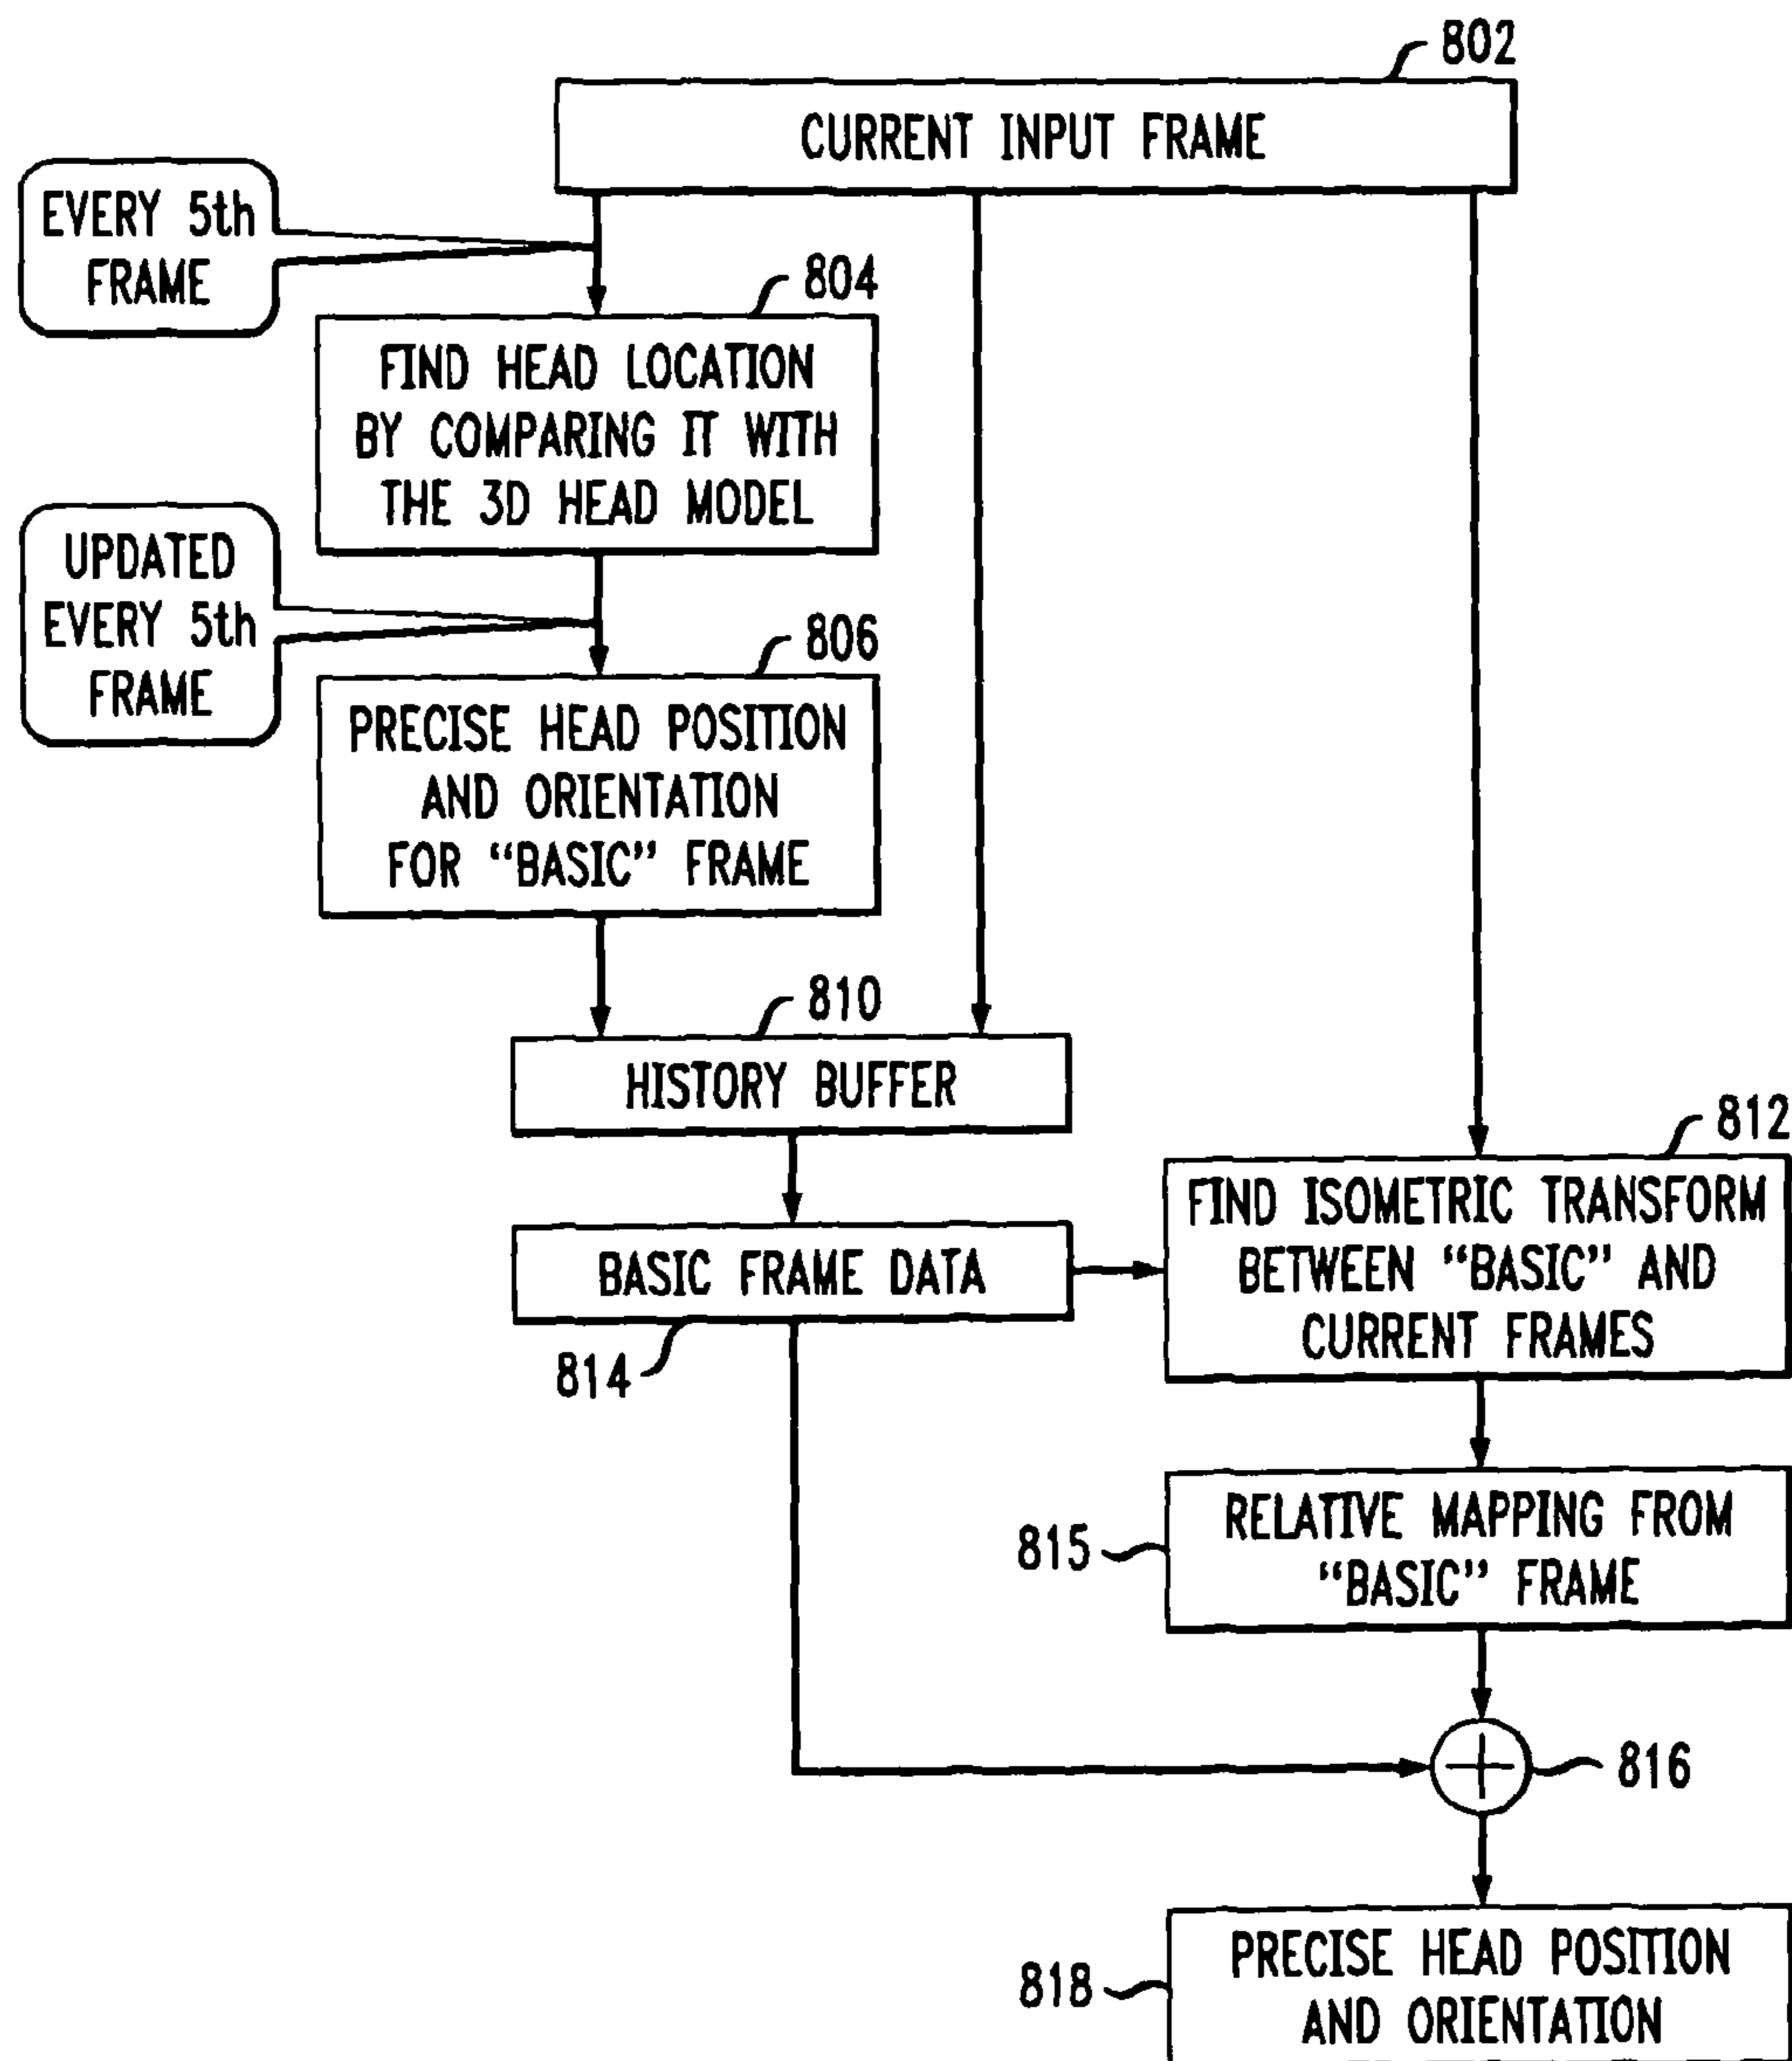 802
CURRENT INPUT FRAME
EVERY 5th
FRAME
804
FIND HEAD LOCATION
BY COMPARING IT WITH
THE 3D HEAD MODEL
UPDATED
EVERY 5th
FRAME
806
PRECISE HEAD POSITION
AND ORIENTATION
FOR “BASIC” FRAME
810
HISTORY BUFFER
812
FIND ISOMETRIC TRANSFORM
BETWEEN “BASIC” AND
CURRENT FRAMES
BASIC FRAME DATA
814
815
RELATIVE MAPPING FROM
“BASIC” FRAME
816
818
PRECISE HEAD POSITION
AND ORIENTATION